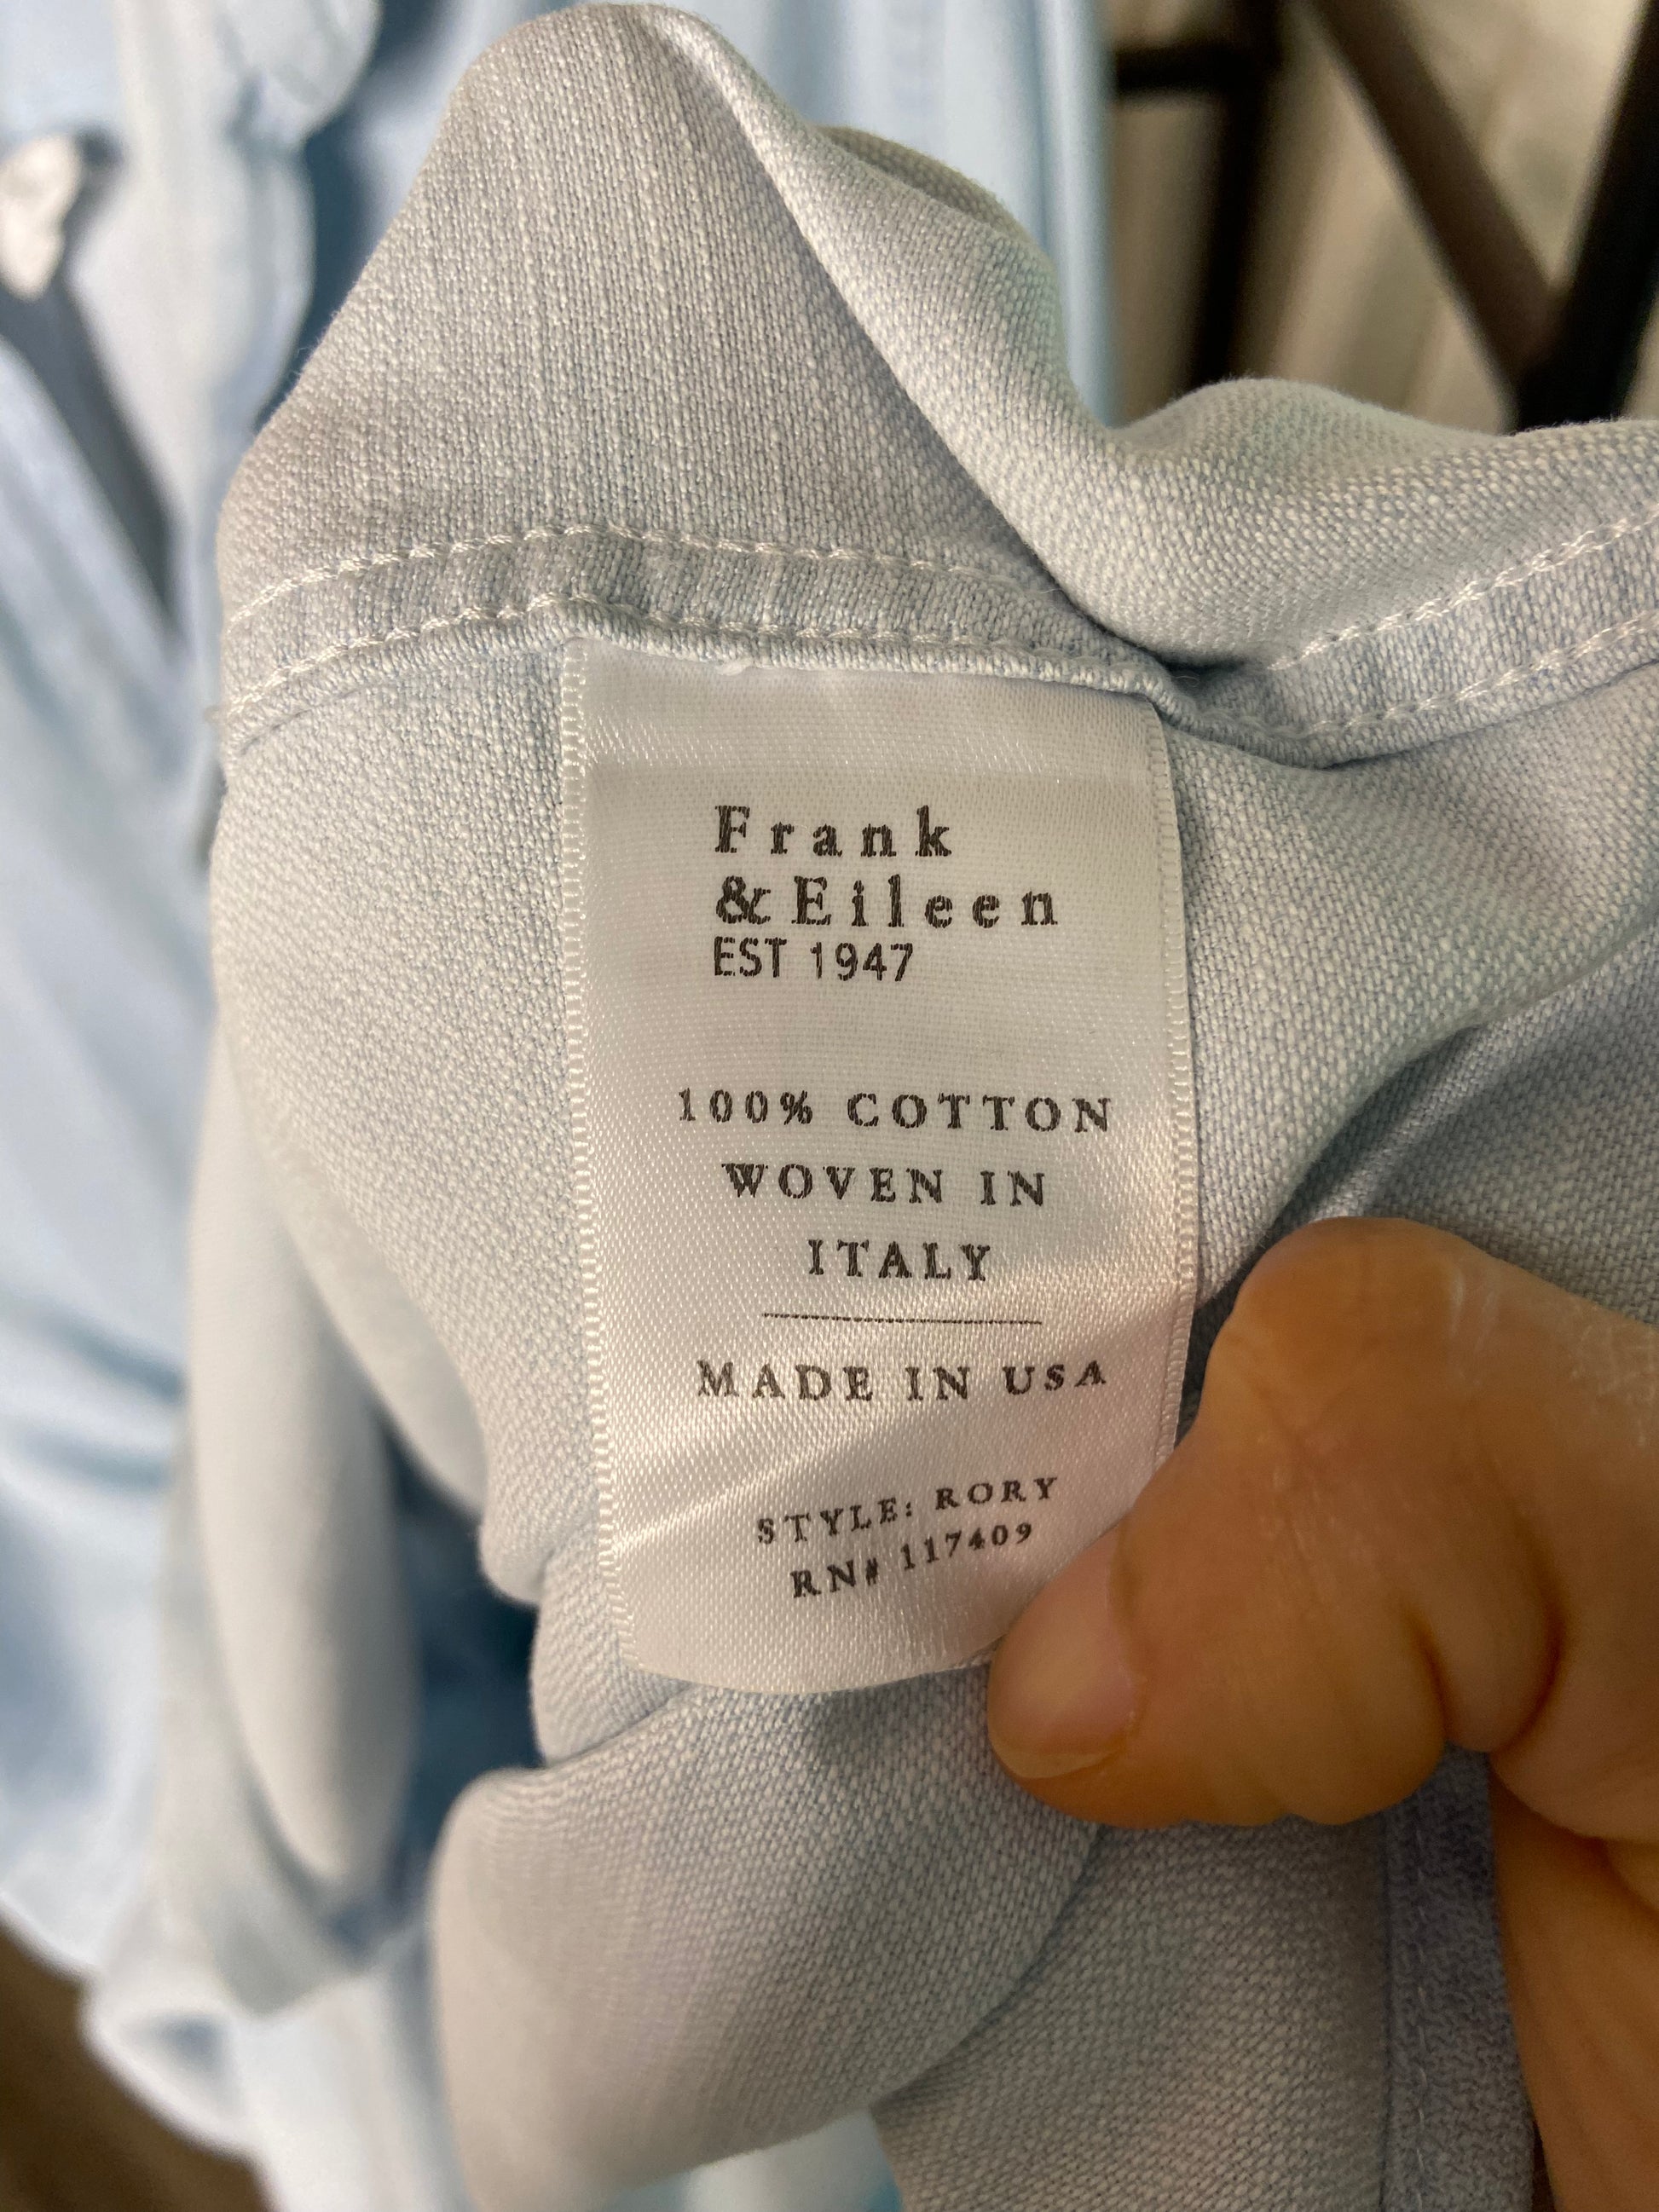 Frank
& Eileen
EST 1947
100% COTTON
WOVEN IN
ITALY
MADE IN USA
STYLE: RORY
RN# 117409